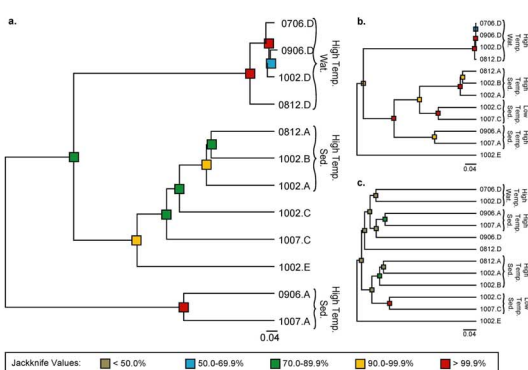 a.
0706.D
0906.D
1002.D
0812.D
High Temp.
Wat.
0812.A
1002.B
1002.A
High Temp.
Sed.
1002.C
1007.C
1002.E
0906.A
1007.A
High Temp.
Sed.
0.04
b.
0706.D
0906.D
1002.D
0812.D
High
Temp.
Wat.
0812.A
1002.B
1002.A
High
Temp.
Sed.
1002.C
1007.C
Low
Temp.
Sed.
0906.A
1007.A
High
Temp.
Sed.
1002.E
0.04
c.
0706.D
1002.D
High
Temp.
Wat.
0906.A
1007.A
High
Temp.
Sed.
0906.D
0812.D
0812.A
1002.A
1002.B
High
Temp.
Sed.
1002.C
1007.C
Low
Temp.
Sed.
1002.E
0.04
Jackknife Values: < 50.0% 50.0-69.9% 70.0-89.9% 90.0-99.9% > 99.9%